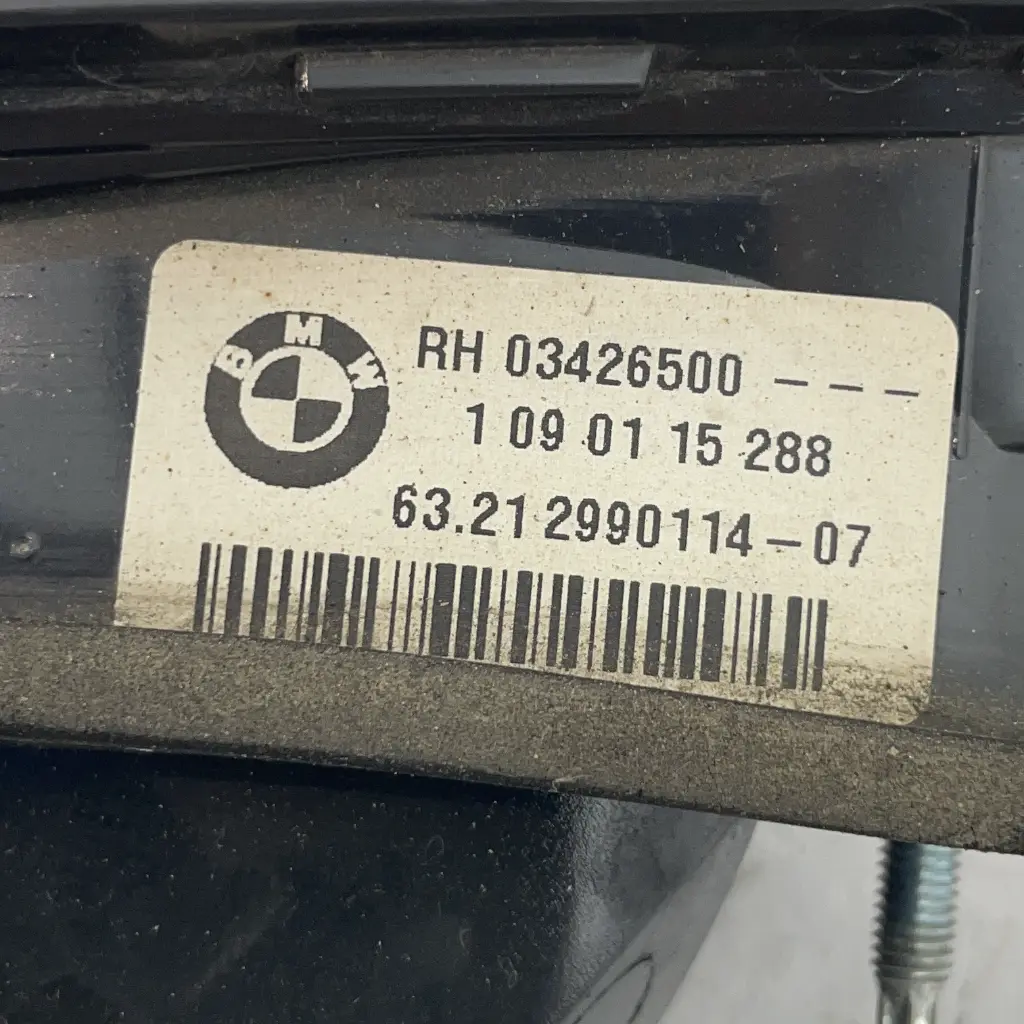 BMW
RH 03426500 – – –
1 09 01 15 288
63.21 2990114 – 07